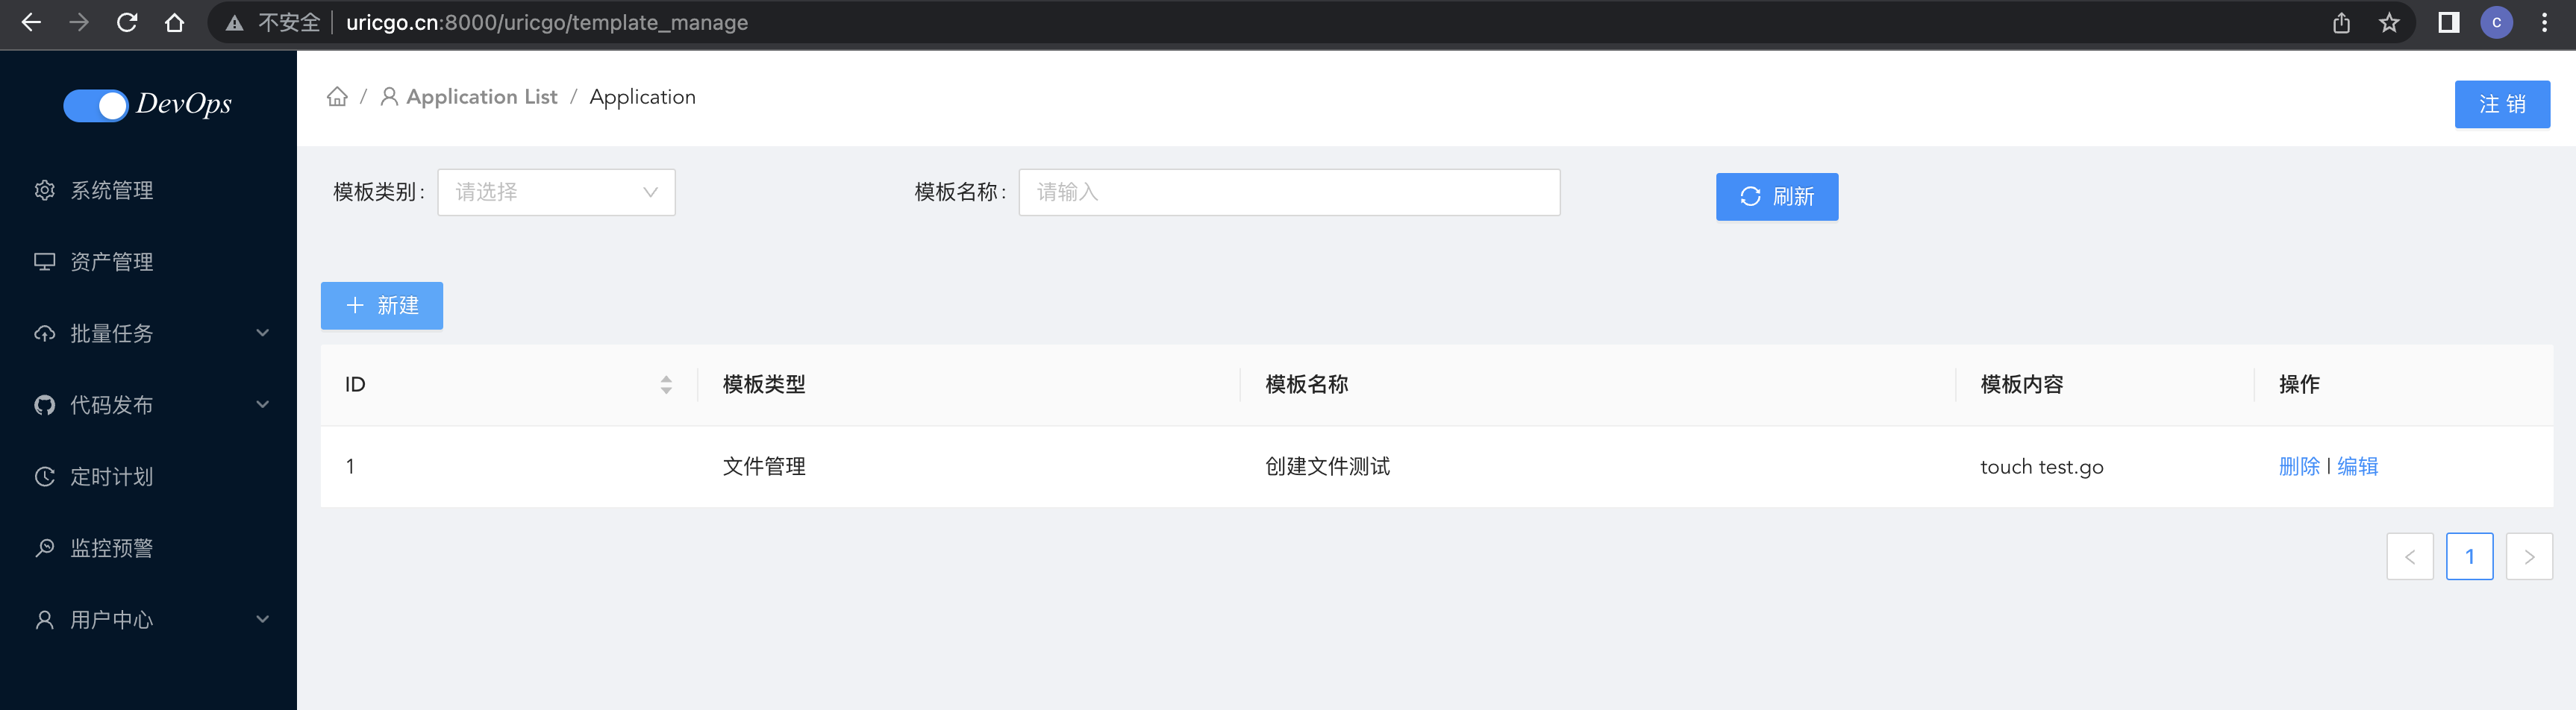 不安全 uricgo.cn:8000/uricgo/template_manage
C
DevOps
系统管理
资产管理
批量任务
代码发布
定时计划
监控预警
用户中心
/ Application List / Application
注 销
模板类别: 请选择
模板名称: 请输入
刷新
新建
ID 模板类型 模板名称 模板内容 操作
1 文件管理 创建文件测试 touch test.go 删除 | 编辑
< 1 >